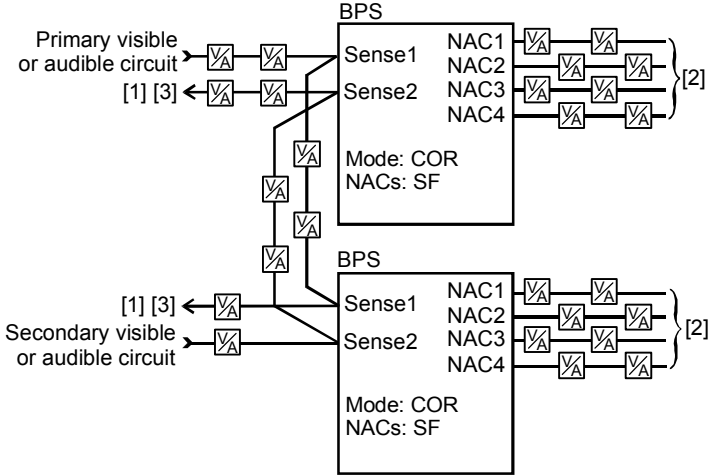 BPS
Primary visible
or audible circuit
V/A V/A
Sense1
NAC1
V/A V/A
NAC2
V/A V/A
[1] [3]
V/A V/A
Sense2
NAC3
V/A V/A
[2]
NAC4
V/A V/A
V/A
Mode: COR
NACs: SF
V/A
V/A
V/A
BPS
[1] [3]
V/A
Sense1
NAC1
V/A V/A
NAC2
V/A V/A
Secondary visible
or audible circuit
V/A
Sense2
NAC3
V/A V/A
[2]
NAC4
V/A V/A
Mode: COR
NACs: SF